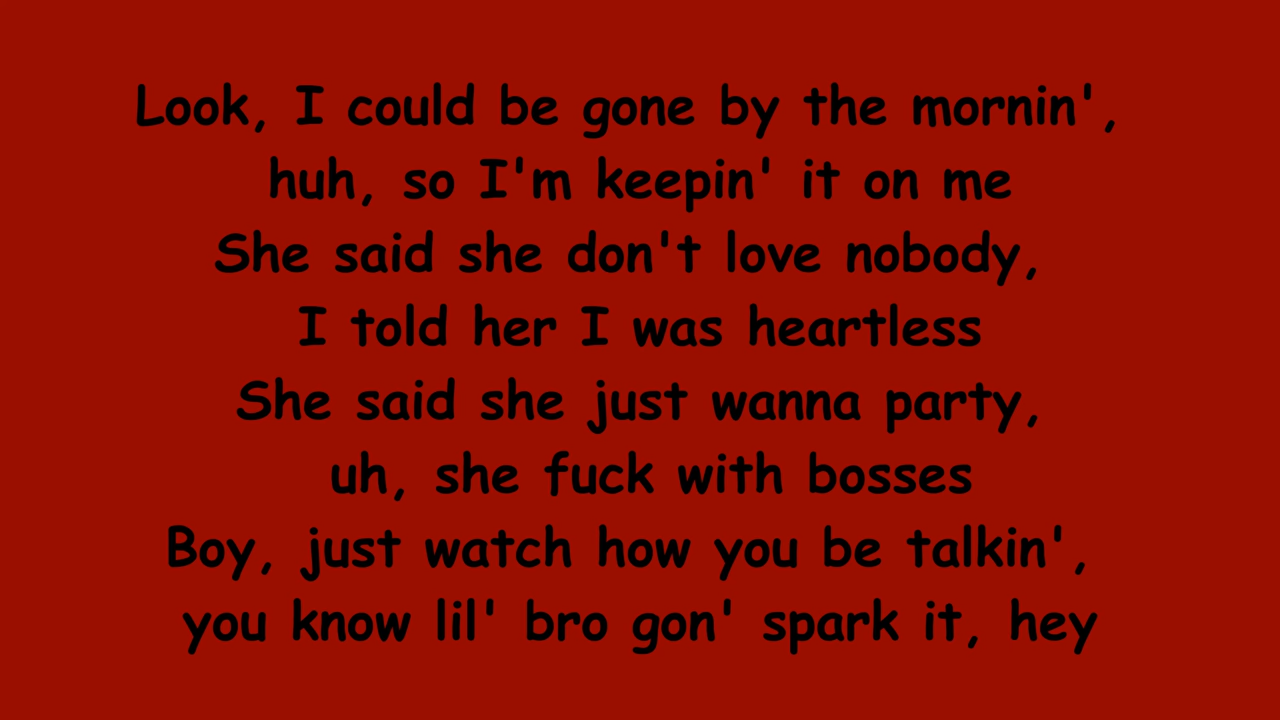 Look, I could be gone by the mornin',
huh, so I'm keepin' it on me
She said she don't love nobody,
I told her I was heartless
She said she just wanna party,
uh, she fuck with bosses
Boy, just watch how you be talkin',
you know lil' bro gon' spark it, hey